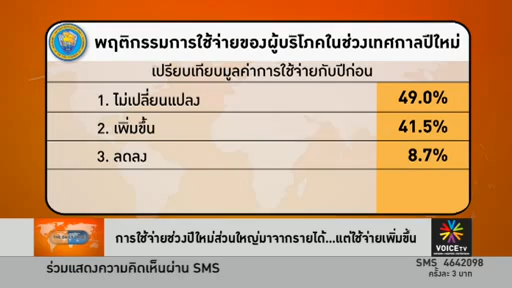 พฤติกรรมการใช้จ่ายของผู้บริโภคในช่วงเทศกาลปีใหม่
เปรียบเทียบมูลค่าการใช้จ่ายกับปีก่อน
1. ไม่เปลี่ยนแปลง 49.0%
2. เพิ่มขึ้น 41.5%
3. ลดลง 8.7%
การใช้จ่ายช่วงปีใหม่ส่วนใหญ่มาจากรายได้...แต่ใช้จ่ายเพิ่มขึ้น
VOICE TV
ร่วมแสดงความคิดเห็นผ่าน SMS
SMS 4642098
ครั้งละ 3 บาท